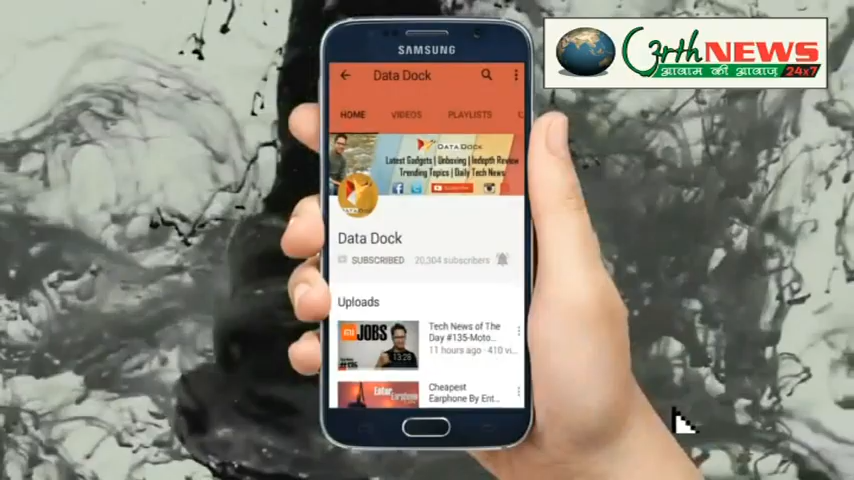 SAMSUNG
Data Dock
HOME VIDEOS PLAYLISTS
DATA DOCK
Latest Gadgets | Unboxing | Indepth Review
Trending Topics | Daily Tech News
Data Dock
SUBSCRIBED 20,304 subscribers
Uploads
JOBS
#135
13:28
Tech News of The
Day #135-Moto...
11 hours ago · 410 vi...
Cheapest
Earphone By Ent...
earth NEWS
आवाम की आवाज़ 24x7